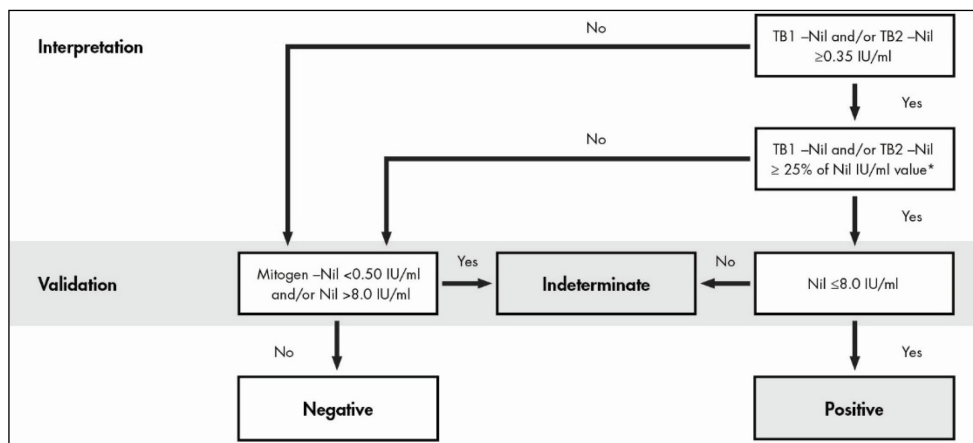 Interpretation
No
TB1 –Nil and/or TB2 –Nil
≥0.35 IU/ml
Yes
No
TB1 –Nil and/or TB2 –Nil
≥ 25% of Nil IU/ml value*
Yes
Validation
Mitogen –Nil <0.50 IU/ml
and/or Nil >8.0 IU/ml
Yes
Indeterminate
No
Nil ≤8.0 IU/ml
No
Yes
Negative
Positive